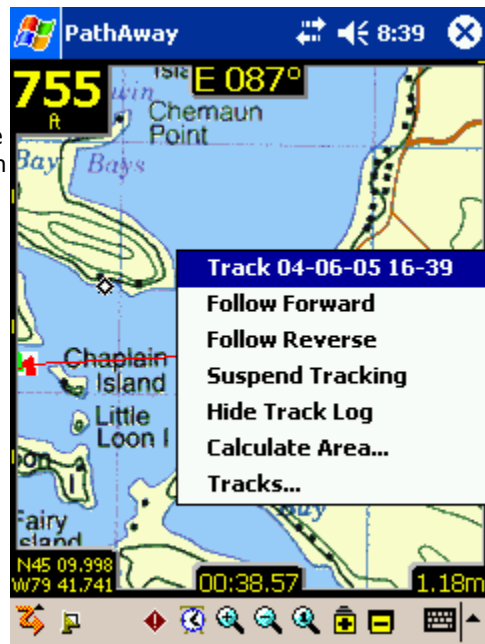 PathAway 8:39
755
ft
E 087°
Chemaun
Point
Bay
Bays
Track 04-06-05 16-39
Follow Forward
Follow Reverse
Suspend Tracking
Hide Track Log
Calculate Area...
Tracks...
Chaplain
Island
Little
Loon I
Fairy
Island
N45 09.998
W79 41.741
00:38.57
1.18m